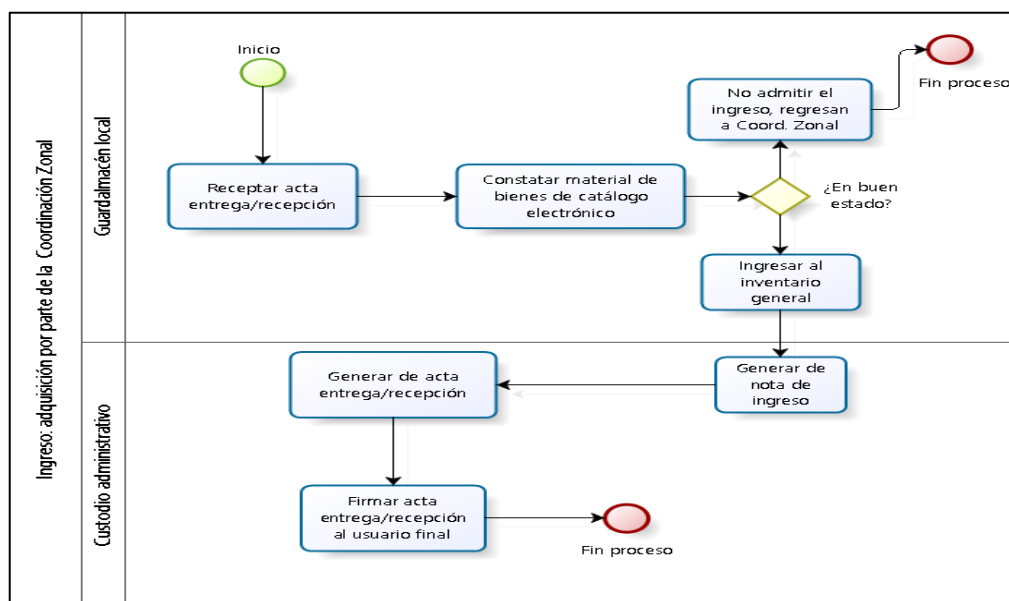 Ingreso: adquisición por parte de la Coordinación Zonal
Guardalmacén local
Inicio
Receptar acta
entrega/recepción
Constatar material de
bienes de catálogo
electrónico
¿En buen
estado?
No admitir el
ingreso, regresan
a Coord. Zonal
Fin proceso
Ingresar al
inventario
general
Custodio administrativo
Generar de
nota de
ingreso
Generar de acta
entrega/recepción
Firmar acta
entrega/recepción
al usuario final
Fin proceso